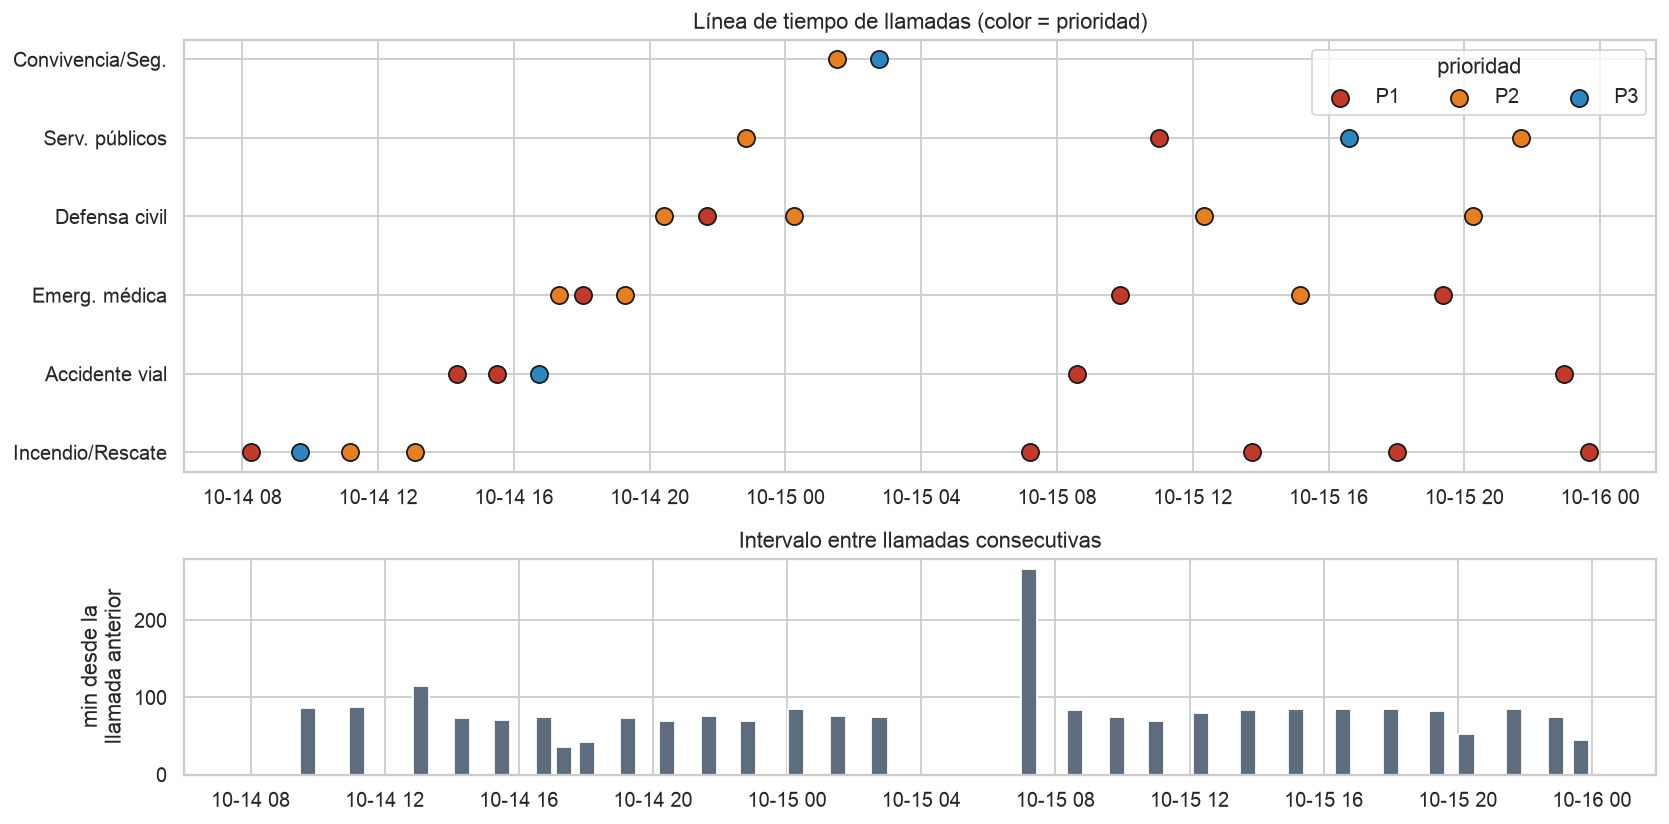 Línea de tiempo de llamadas (color = prioridad)
prioridad
P1 P2 P3
Convivencia/Seg.
Serv. públicos
Defensa civil
Emerg. médica
Accidente vial
Incendio/Rescate
10-14 08 10-14 12 10-14 16 10-14 20 10-15 00 10-15 04 10-15 08 10-15 12 10-15 16 10-15 20 10-16 00
Intervalo entre llamadas consecutivas
min desde la
llamada anterior
200
100
0
10-14 08 10-14 12 10-14 16 10-14 20 10-15 00 10-15 04 10-15 08 10-15 12 10-15 16 10-15 20 10-16 00